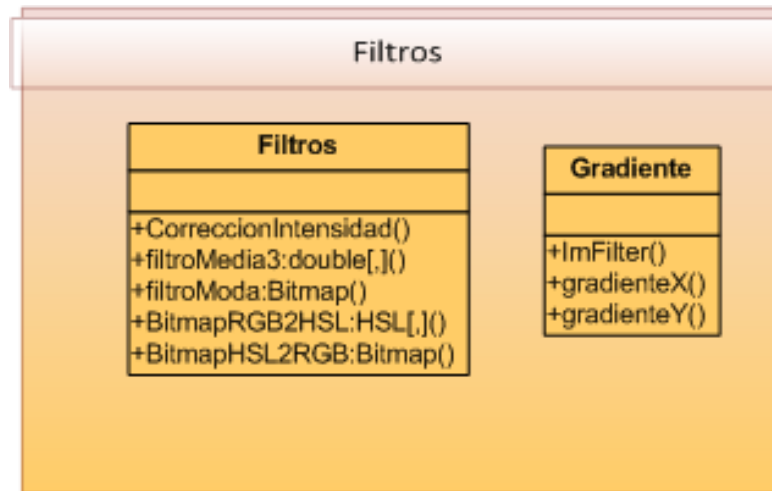 Filtros
Filtros
+CorreccionIntensidad()
+filtroMedia3:double[,]()
+filtroModa:Bitmap()
+BitmapRGB2HSL:HSL[,]()
+BitmapHSL2RGB:Bitmap()
Gradiente
+ImFilter()
+gradienteX()
+gradienteY()